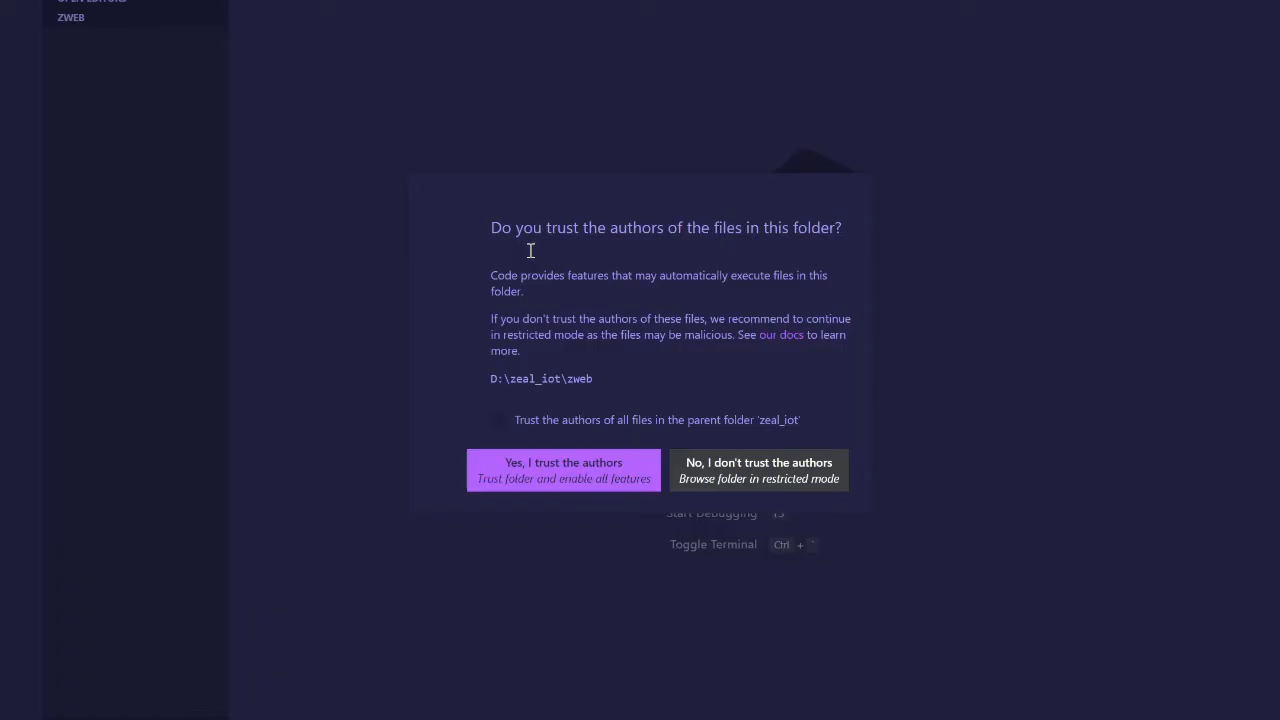 OPEN EDITORS
ZWEB
Do you trust the authors of the files in this folder?
Code provides features that may automatically execute files in this
folder.
If you don't trust the authors of these files, we recommend to continue
in restricted mode as the files may be malicious. See our docs to learn
more.
D:\zeal_iot\zweb
Trust the authors of all files in the parent folder 'zeal_iot'
Yes, I trust the authors
Trust folder and enable all features
No, I don't trust the authors
Browse folder in restricted mode
Start Debugging F5
Toggle Terminal Ctrl + `